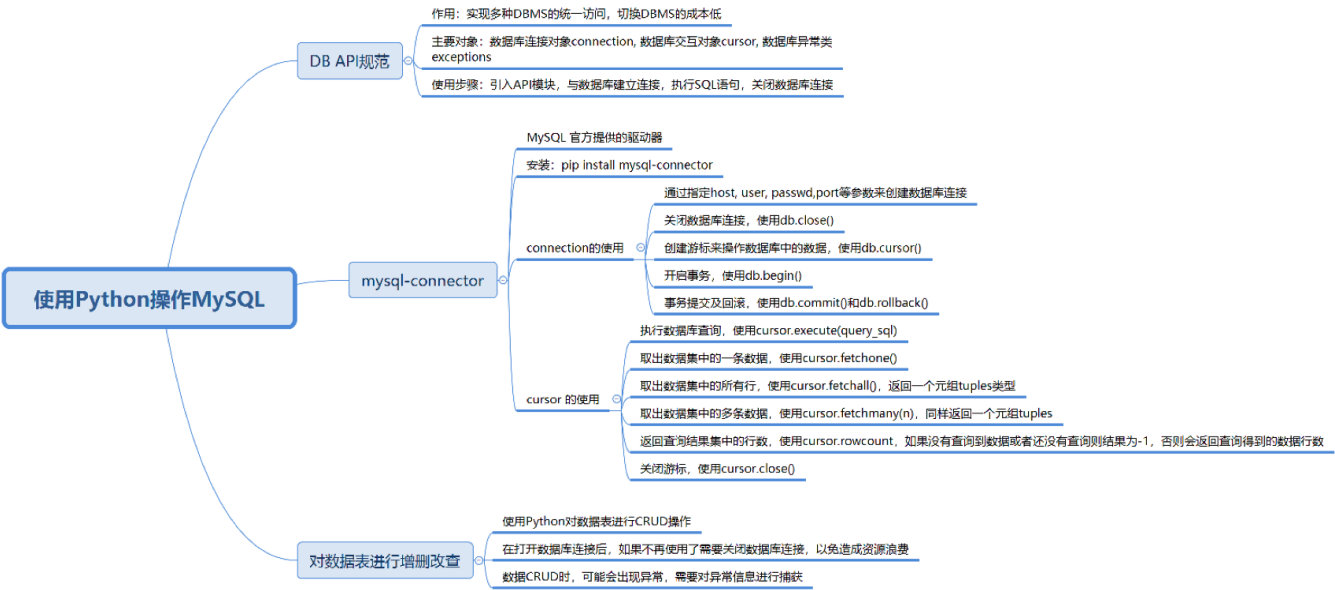 使用Python操作MySQL
DB API规范
作用：实现多种DBMS的统一访问，切换DBMS的成本低
主要对象：数据库连接对象connection, 数据库交互对象cursor, 数据库异常类
exceptions
使用步骤：引入API模块，与数据库建立连接，执行SQL语句，关闭数据库连接
mysql-connector
MySQL 官方提供的驱动器
安装：pip install mysql-connector
connection的使用
通过指定host, user, passwd,port等参数来创建数据库连接
关闭数据库连接，使用db.close()
创建游标来操作数据库中的数据，使用db.cursor()
开启事务，使用db.begin()
事务提交及回滚，使用db.commit()和db.rollback()
cursor 的使用
执行数据库查询，使用cursor.execute(query_sql)
取出数据集中的一条数据，使用cursor.fetchone()
取出数据集中的所有行，使用cursor.fetchall()，返回一个元组tuples类型
取出数据集中的多条数据，使用cursor.fetchmany(n)，同样返回一个元组tuples
返回查询结果集中的行数，使用cursor.rowcount，如果没有查询到数据或者还没有查询则结果为-1，否则会返回查询得到的数据行数
关闭游标，使用cursor.close()
对数据表进行增删改查
使用Python对数据表进行CRUD操作
在打开数据库连接后，如果不再使用了需要关闭数据库连接，以免造成资源浪费
数据CRUD时，可能会出现异常，需要对异常信息进行捕获